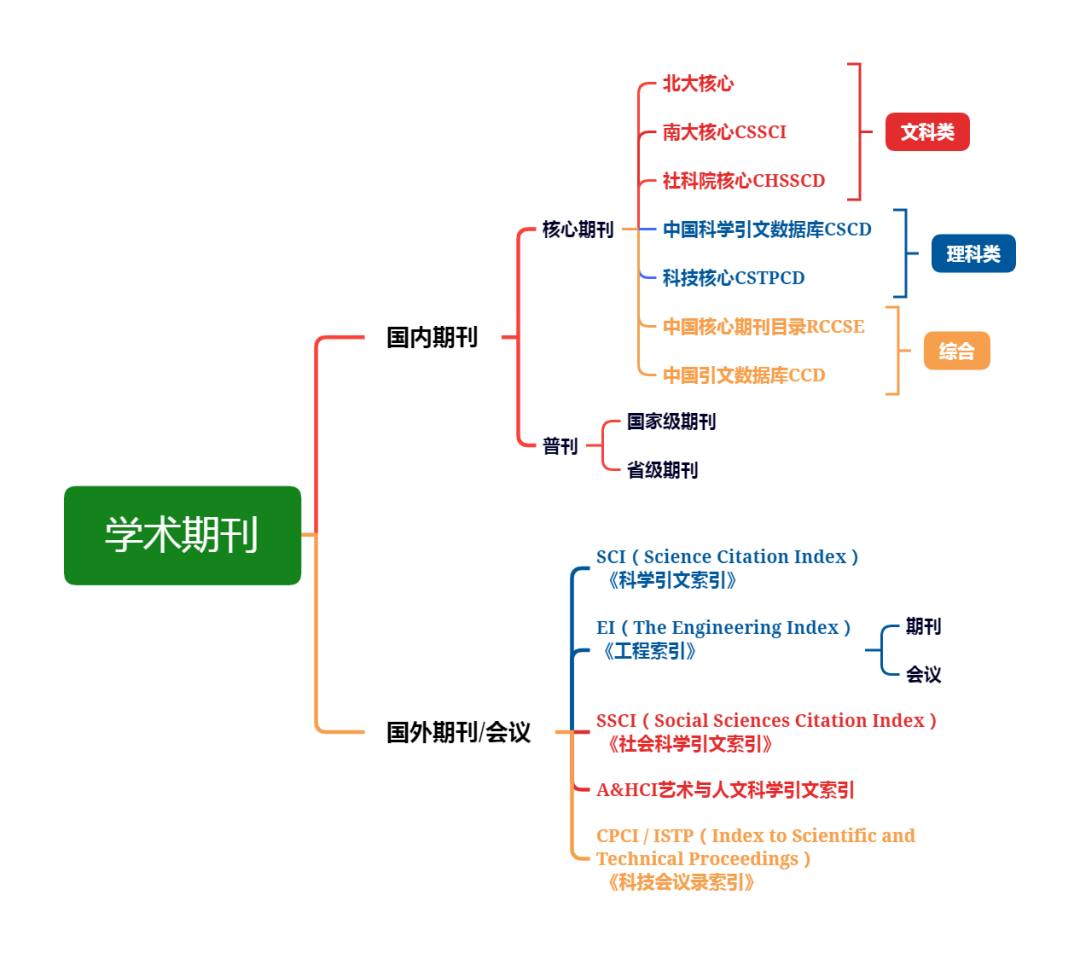 学术期刊
国内期刊
核心期刊
北大核心
南大核心CSSCI
社科院核心CHSSCD
文科类
中国科学引文数据库CSCD
科技核心CSTPCD
理科类
中国核心期刊目录RCCSE
中国引文数据库CCD
综合
普刊
国家级期刊
省级期刊
国外期刊/会议
SCI（Science Citation Index）
《科学引文索引》
EI（The Engineering Index）
《工程索引》
期刊
会议
SSCI（Social Sciences Citation Index）
《社会科学引文索引》
A&HCI艺术与人文科学引文索引
CPCI / ISTP（Index to Scientific and
Technical Proceedings）
《科技会议录索引》